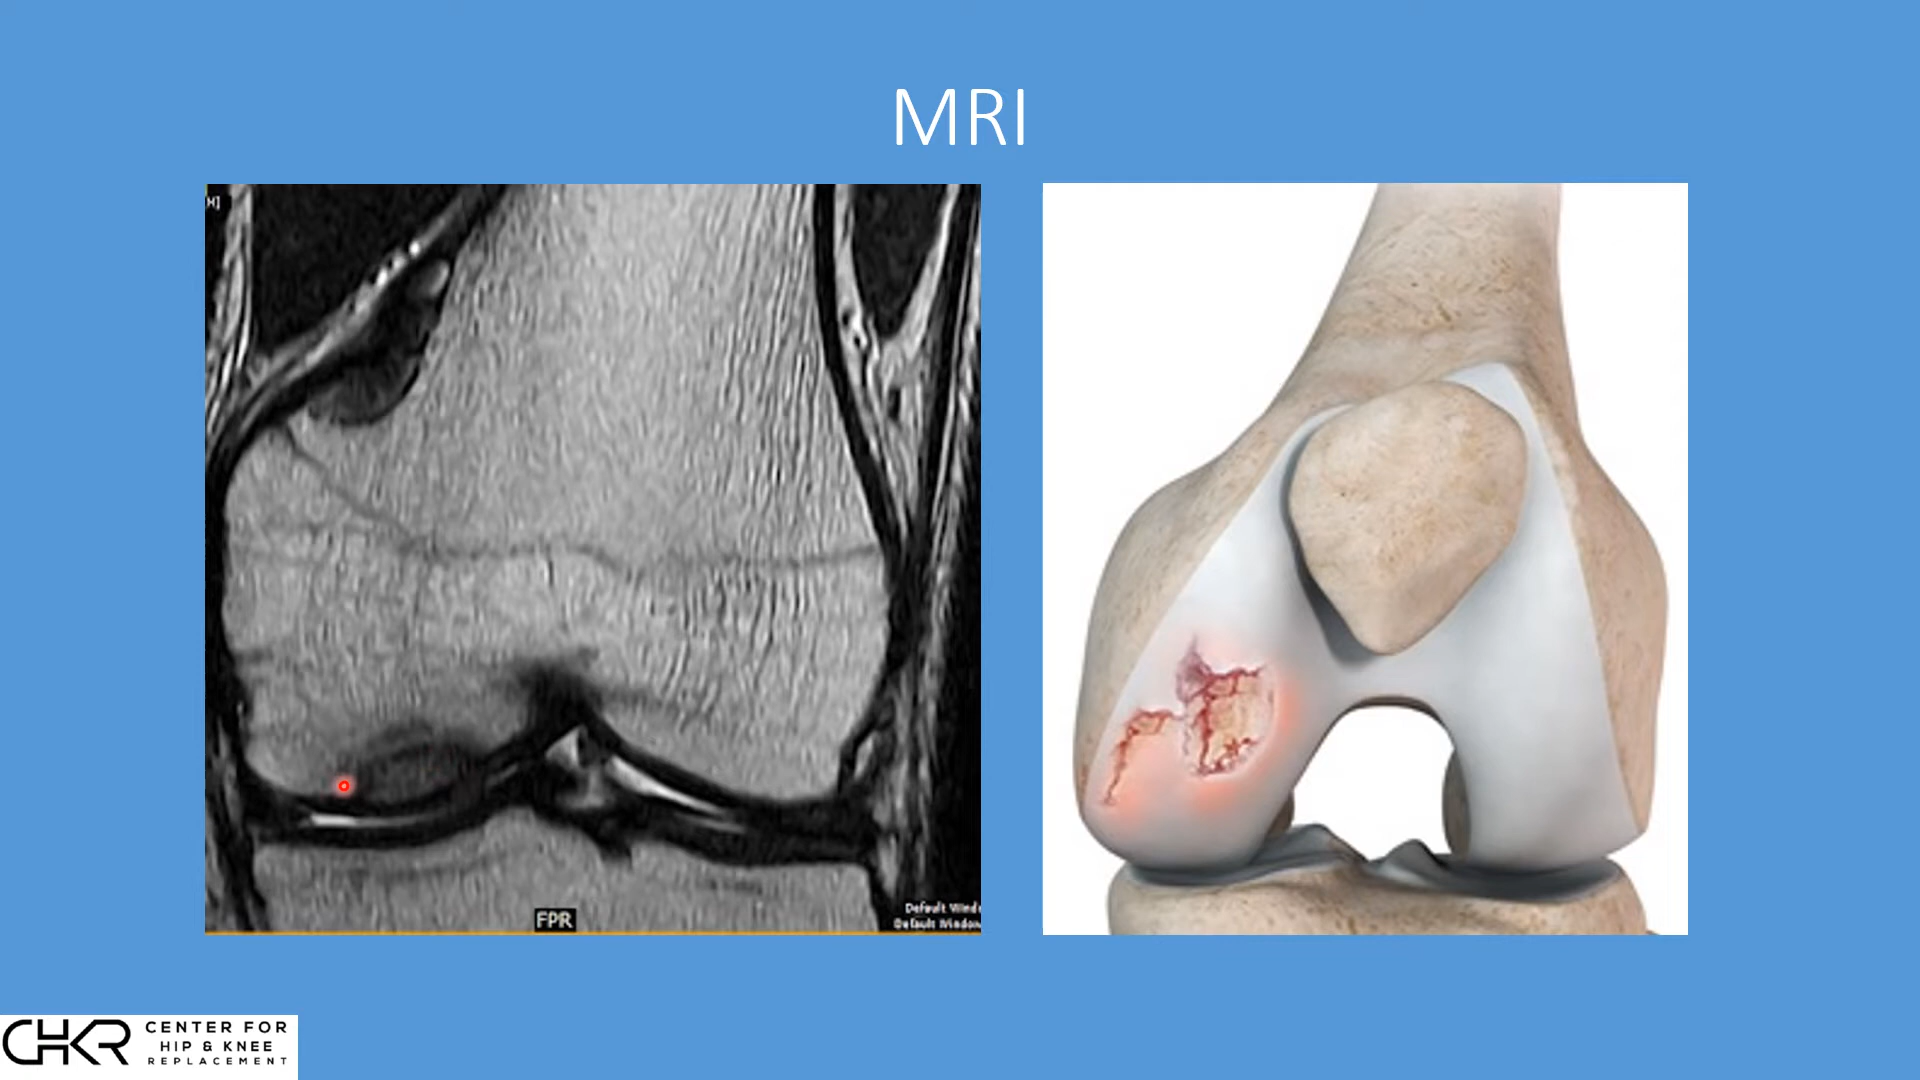 MRI
H]
FPR
Default Wind
Default Window
CHKR
CENTER FOR
HIP & KNEE
REPLACEMENT